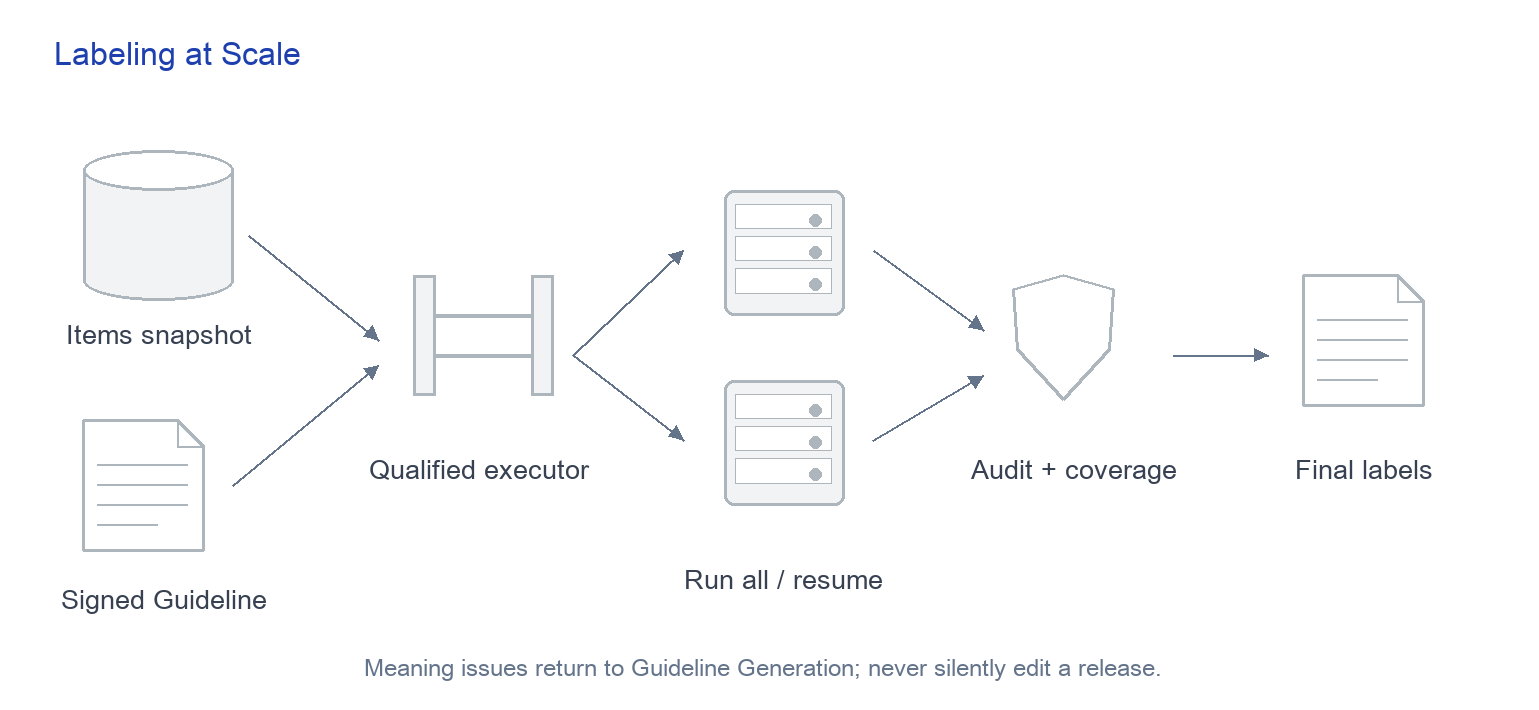 Labeling at Scale
Items snapshot
Signed Guideline
Qualified executor
Run all / resume
Audit + coverage
Final labels
Meaning issues return to Guideline Generation; never silently edit a release.